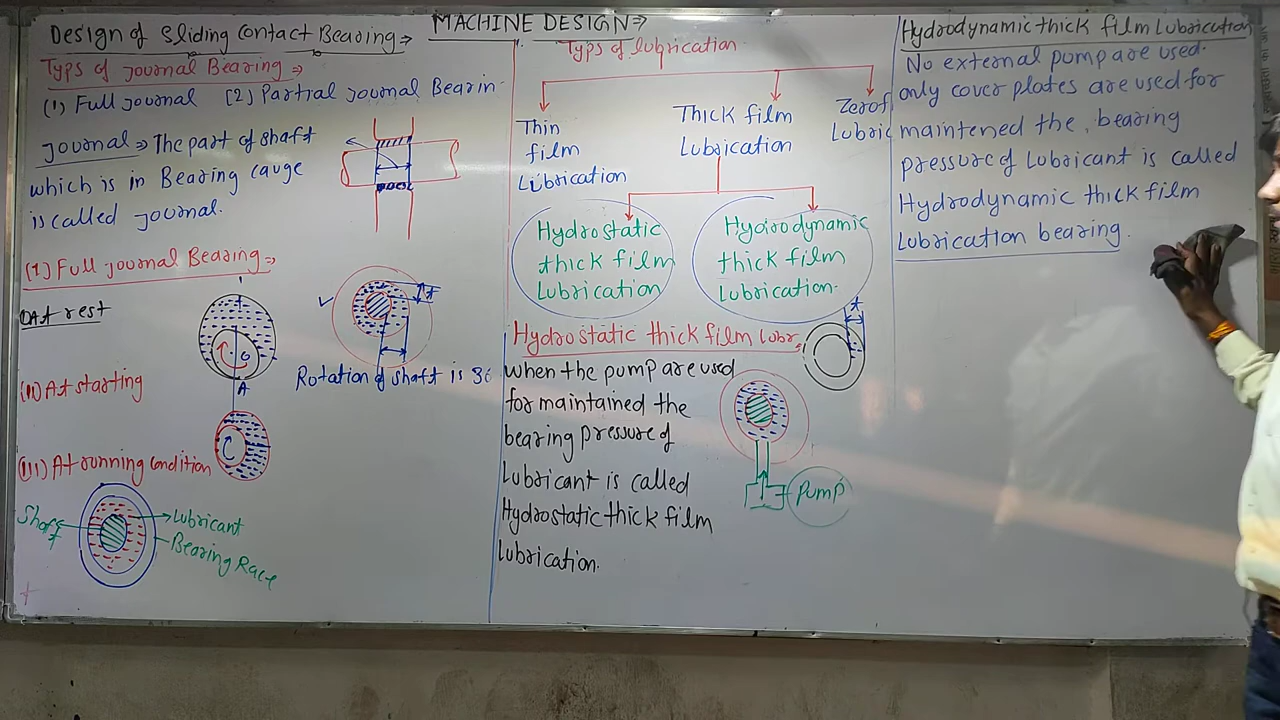 MACHINE DESIGN⇒
Design of Sliding Contact Bearing⇒
Typs of Journal Bearing ⇒
(1) Full Journal (2) Partial Journal Bearin
Journal ⇒ The part of shaft
which is in Bearing cauge
is called journal.
(1) Full Journal Bearing ⇒
At rest
(II) At starting
(III) At running condition
G
A
t
Rotation of shaft is 36
Shaft
Lubricant
Bearing Race
Typs of lubrication
Thin
film
Librication
Thick film
Lubrication
Zero f
Lubric
Hydrostatic
thick film
Lubrication
Hydrodynamic
thick film
Lubrication.
Hydrostatic thick film Lubr
when the pump are used
for maintained the
bearing pressure of
Lubricant is called
Hydrostatic thick film
lubrication.
t
Pump
Hydrodynamic thick film Lubrication
No external pump are used.
only cover plates are used for
maintened the bearing
pressure of Lubricant is called
Hydrodynamic thick film
Lubrication bearing.